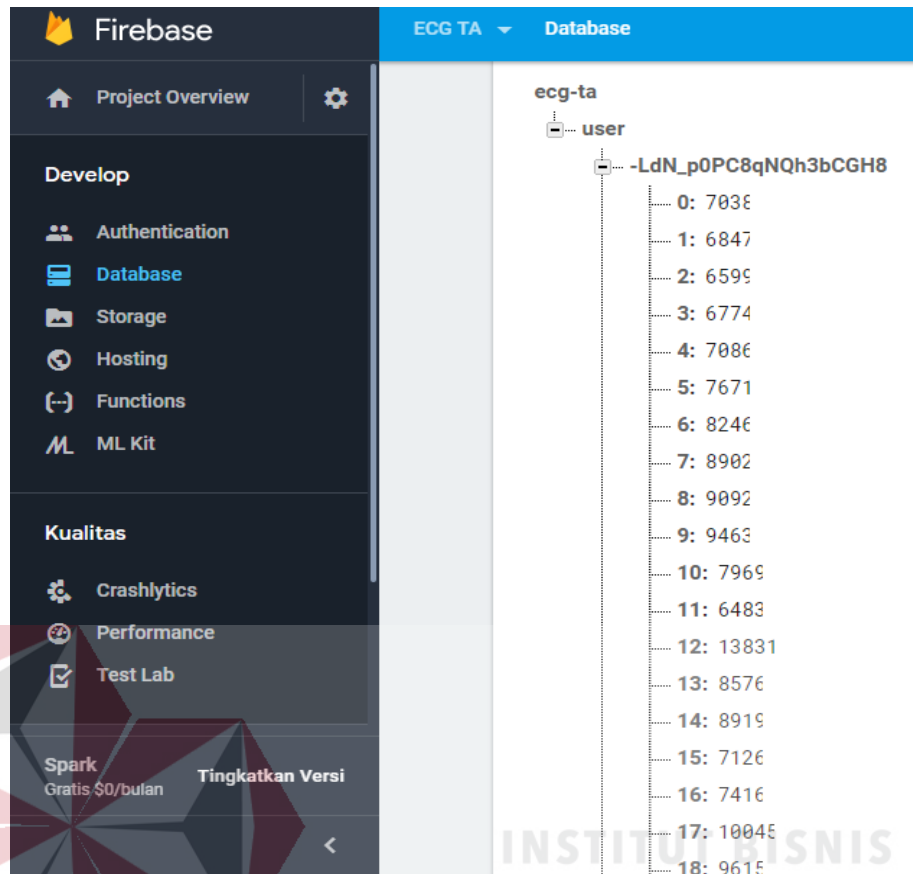 Firebase
Project Overview
Develop
Authentication
Database
Storage
Hosting
Functions
ML Kit
Kualitas
Crashlytics
Performance
Test Lab
Spark
Gratis $0/bulan
Tingkatkan Versi
ECG TA
Database
ecg-ta
user
-LdN_p0PC8qNQh3bCGH8
0: 7038
1: 6847
2: 6599
3: 6774
4: 7086
5: 7671
6: 8246
7: 8902
8: 9092
9: 9463
10: 7969
11: 6483
12: 13831
13: 8576
14: 8919
15: 7126
16: 7416
17: 10045
18: 9615
INSTITUT BISNIS